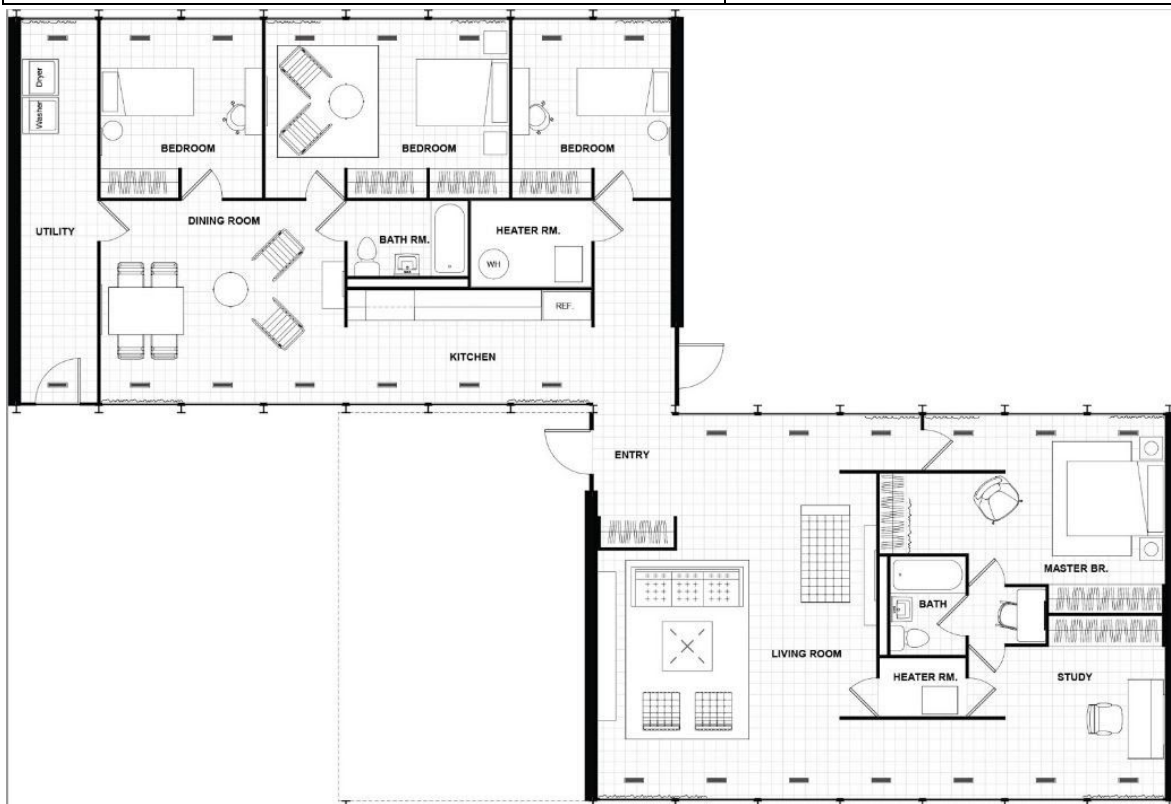 Dryer
Washer
BEDROOM
BEDROOM
BEDROOM
UTILITY
DINING ROOM
BATH RM.
HEATER RM.
WH
REF.
KITCHEN
ENTRY
MASTER BR.
BATH
LIVING ROOM
HEATER RM.
STUDY